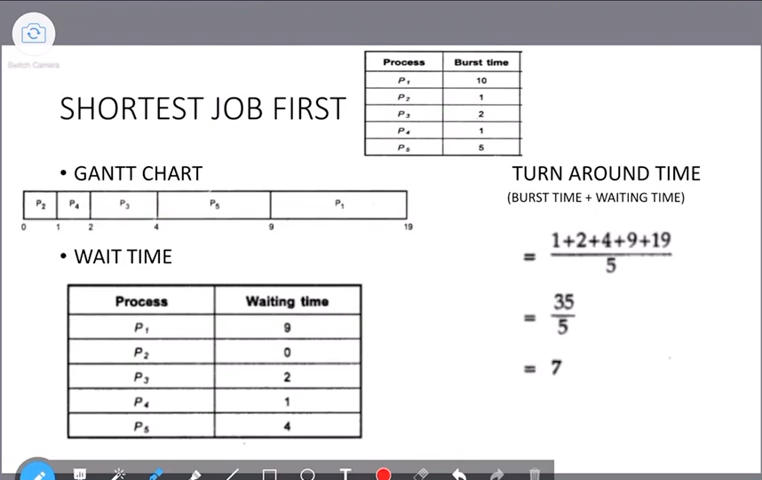 Switch Camera
Process Burst time
P₁ 10
P₂ 1
P₃ 2
P₄ 1
P₅ 5
SHORTEST JOB FIRST
• GANTT CHART
P₂ P₄ P₃ P₅ P₁
0 1 2 4 9 19
• WAIT TIME
Process Waiting time
P₁ 9
P₂ 0
P₃ 2
P₄ 1
P₅ 4
TURN AROUND TIME
(BURST TIME + WAITING TIME)
= 1+2+4+9+19
5
= 35
5
= 7
T